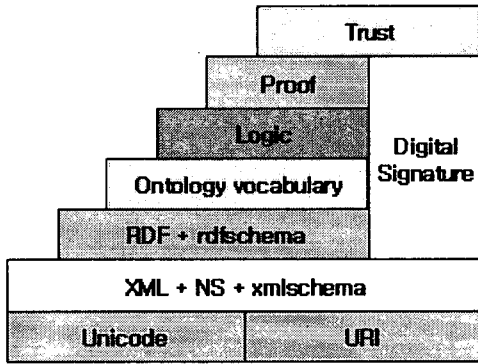 Trust
Proof
Logic
Digital
Signature
Ontology vocabulary
RDF + rdfschema
XML + NS + xmlschema
Unicode
URI